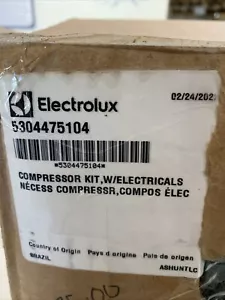 Electrolux
02/24/202
5304475104
*5304475104*
COMPRESSOR KIT,W/ELECTRICALS
NÉCESS COMPRESSR,COMPOS ÉLEC
Country of Origin Pays d origine Pais de origen
BRAZIL
ASHUNTLC